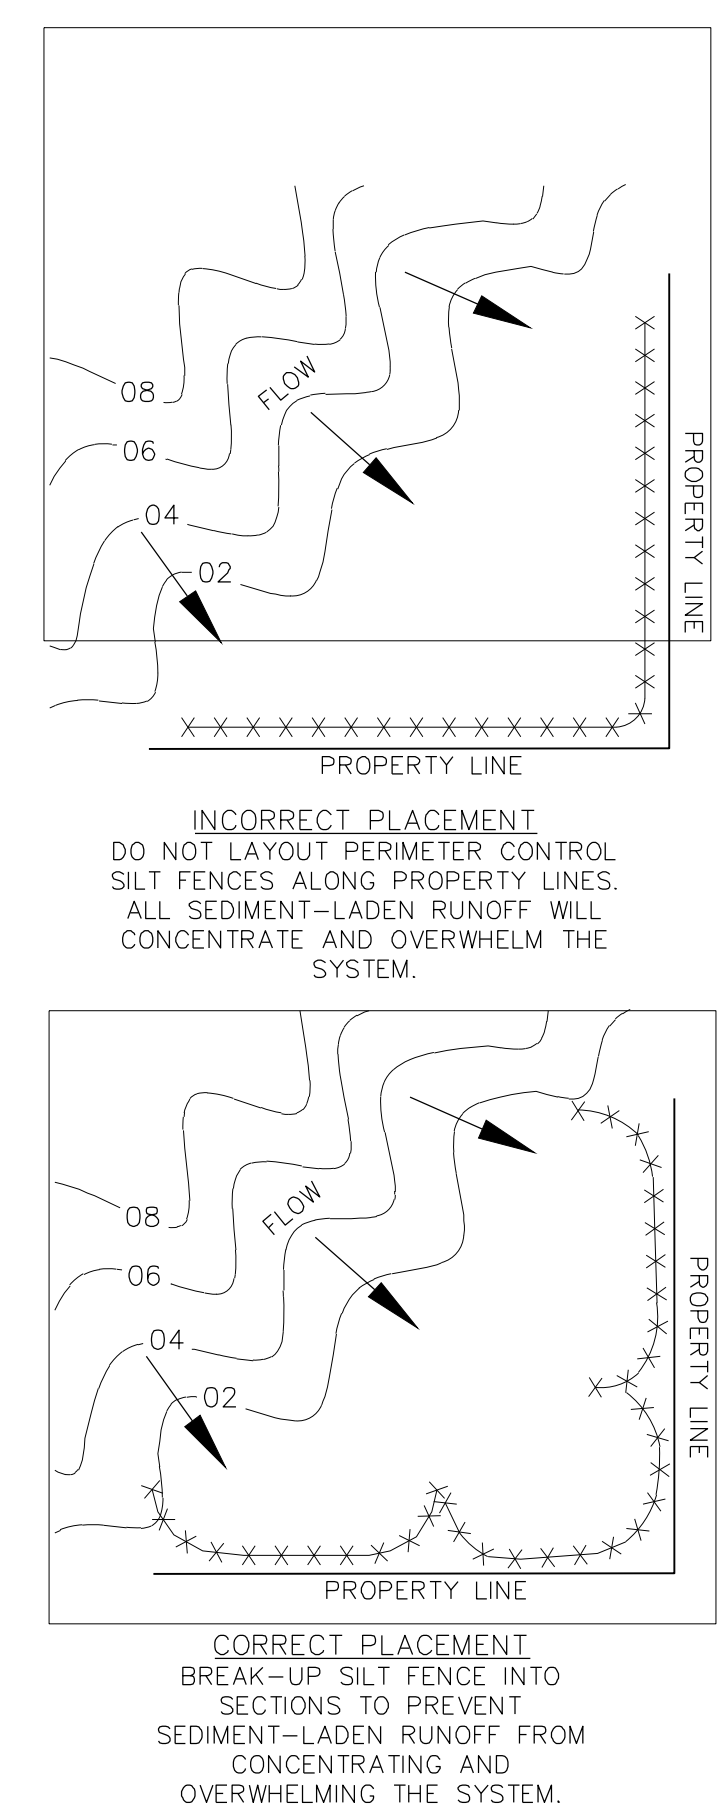 08
06
04
02
FLOW
PROPERTY LINE
PROPERTY LINE
INCORRECT PLACEMENT
DO NOT LAYOUT PERIMETER CONTROL
SILT FENCES ALONG PROPERTY LINES.
ALL SEDIMENT-LADEN RUNOFF WILL
CONCENTRATE AND OVERWHELM THE
SYSTEM.
08
06
04
02
FLOW
PROPERTY LINE
PROPERTY LINE
CORRECT PLACEMENT
BREAK-UP SILT FENCE INTO
SECTIONS TO PREVENT
SEDIMENT-LADEN RUNOFF FROM
CONCENTRATING AND
OVERWHELMING THE SYSTEM.